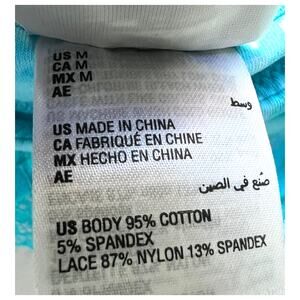 US M
CA M
MX M
AE
وسط
US MADE IN CHINA
CA FABRIQUÉ EN CHINE
MX HECHO EN CHINA
AE
صنع في الصين
US BODY 95% COTTON
5% SPANDEX
LACE 87% NYLON 13% SPANDEX